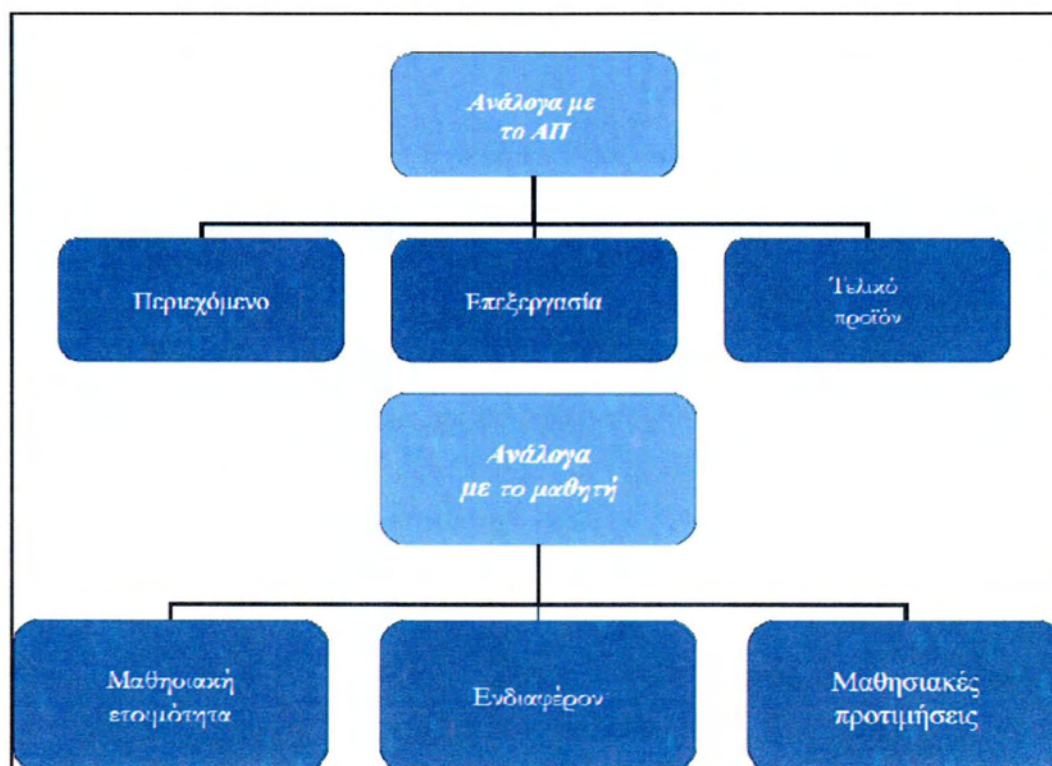 Ανάλογα με
το ΑΠ
Περιεχόμενο
Επεξεργασία
Τελικό
προϊόν
Ανάλογα
με το μαθητή
Μαθησιακή
ετοιμότητα
Ενδιαφέρον
Μαθησιακές
προτιμήσεις